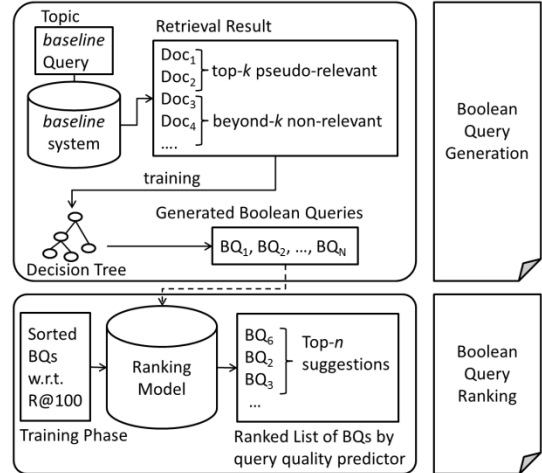 Topic
baseline
Query
baseline
system
Retrieval Result
Doc₁
Doc₂
top-k pseudo-relevant
Doc₃
Doc₄
beyond-k non-relevant
....
training
Decision Tree
Generated Boolean Queries
BQ₁, BQ₂, ..., BQN
Boolean
Query
Generation
Sorted
BQs
w.r.t.
R@100
Training Phase
Ranking
Model
BQ₆
BQ₂
BQ₃
...
Top-n
suggestions
Ranked List of BQs by
query quality predictor
Boolean
Query
Ranking